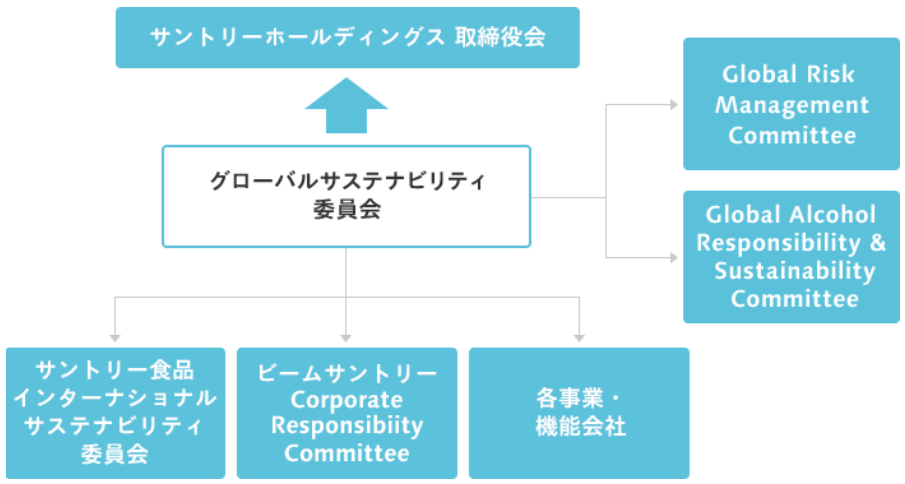 サントリーホールディングス 取締役会
Global Risk
Management
Committee
グローバルサステナビリティ
委員会
Global Alcohol
Responsibility &
Sustainability
Committee
サントリー食品
インターナショナル
サステナビリティ
委員会
ビームサントリー
Corporate
Responsibiity
Committee
各事業・
機能会社